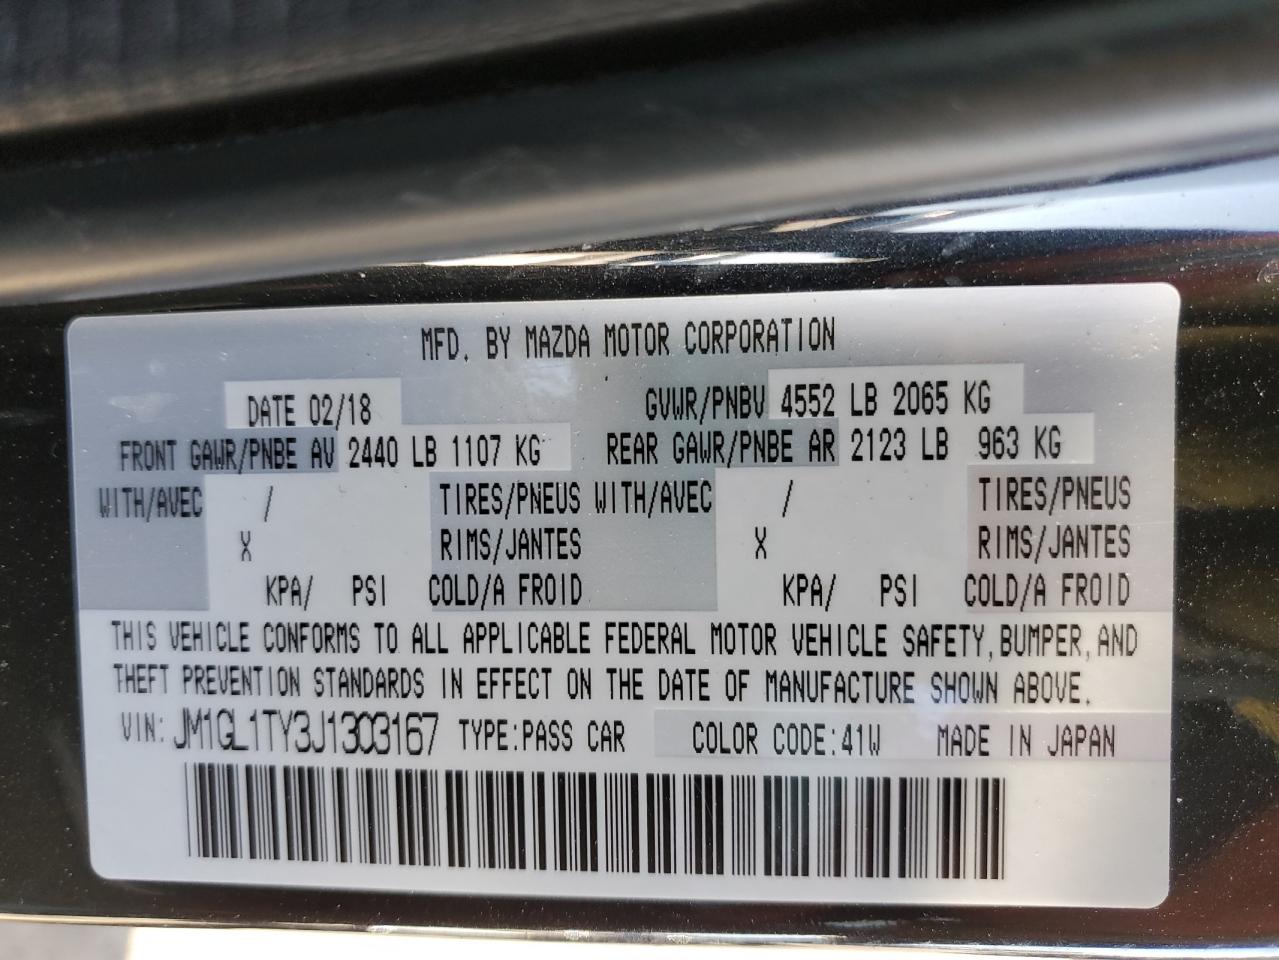 MFD. BY MAZDA MOTOR CORPORATION
DATE 02/18 GVWR/PNBV 4552 LB 2065 KG
FRONT GAWR/PNBE AV 2440 LB 1107 KG REAR GAWR/PNBE AR 2123 LB 963 KG
WITH/AVEC / TIRES/PNEUS WITH/AVEC / TIRES/PNEUS
X RIMS/JANTES X RIMS/JANTES
KPA/ PSI COLD/A FROID KPA/ PSI COLD/A FROID
THIS VEHICLE CONFORMS TO ALL APPLICABLE FEDERAL MOTOR VEHICLE SAFETY, BUMPER, AND
THEFT PREVENTION STANDARDS IN EFFECT ON THE DATE OF MANUFACTURE SHOWN ABOVE.
VIN: JM1GL1TY3J1303167 TYPE: PASS CAR COLOR CODE: 41W MADE IN JAPAN